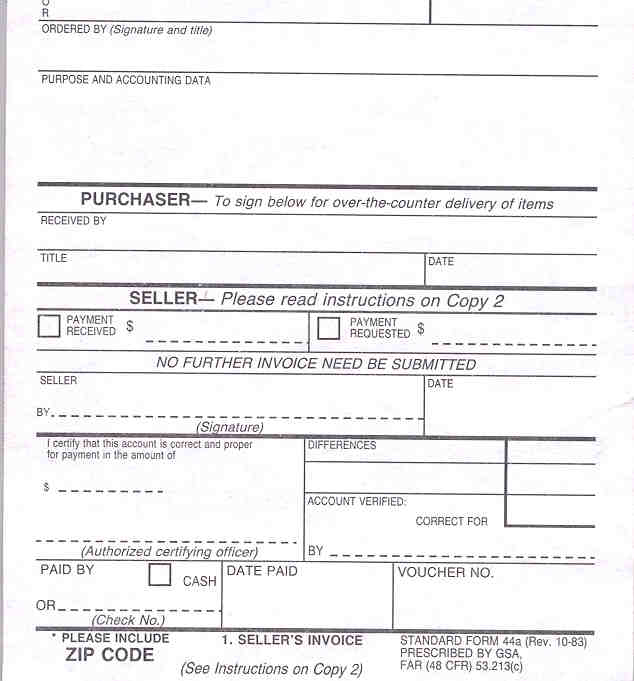 O
R
ORDERED BY (Signature and title)
PURPOSE AND ACCOUNTING DATA
PURCHASER— To sign below for over-the-counter delivery of items
RECEIVED BY
TITLE
DATE
SELLER— Please read instructions on Copy 2
PAYMENT RECEIVED $
PAYMENT REQUESTED $
NO FURTHER INVOICE NEED BE SUBMITTED
SELLER
DATE
BY
(Signature)
I certify that this account is correct and proper
for payment in the amount of
$
(Authorized certifying officer)
DIFFERENCES
ACCOUNT VERIFIED:
CORRECT FOR
BY
PAID BY
CASH
OR
(Check No.)
DATE PAID
VOUCHER NO.
* PLEASE INCLUDE
ZIP CODE
1. SELLER'S INVOICE
(See Instructions on Copy 2)
STANDARD FORM 44a (Rev. 10-83)
PRESCRIBED BY GSA,
FAR (48 CFR) 53.213(c)